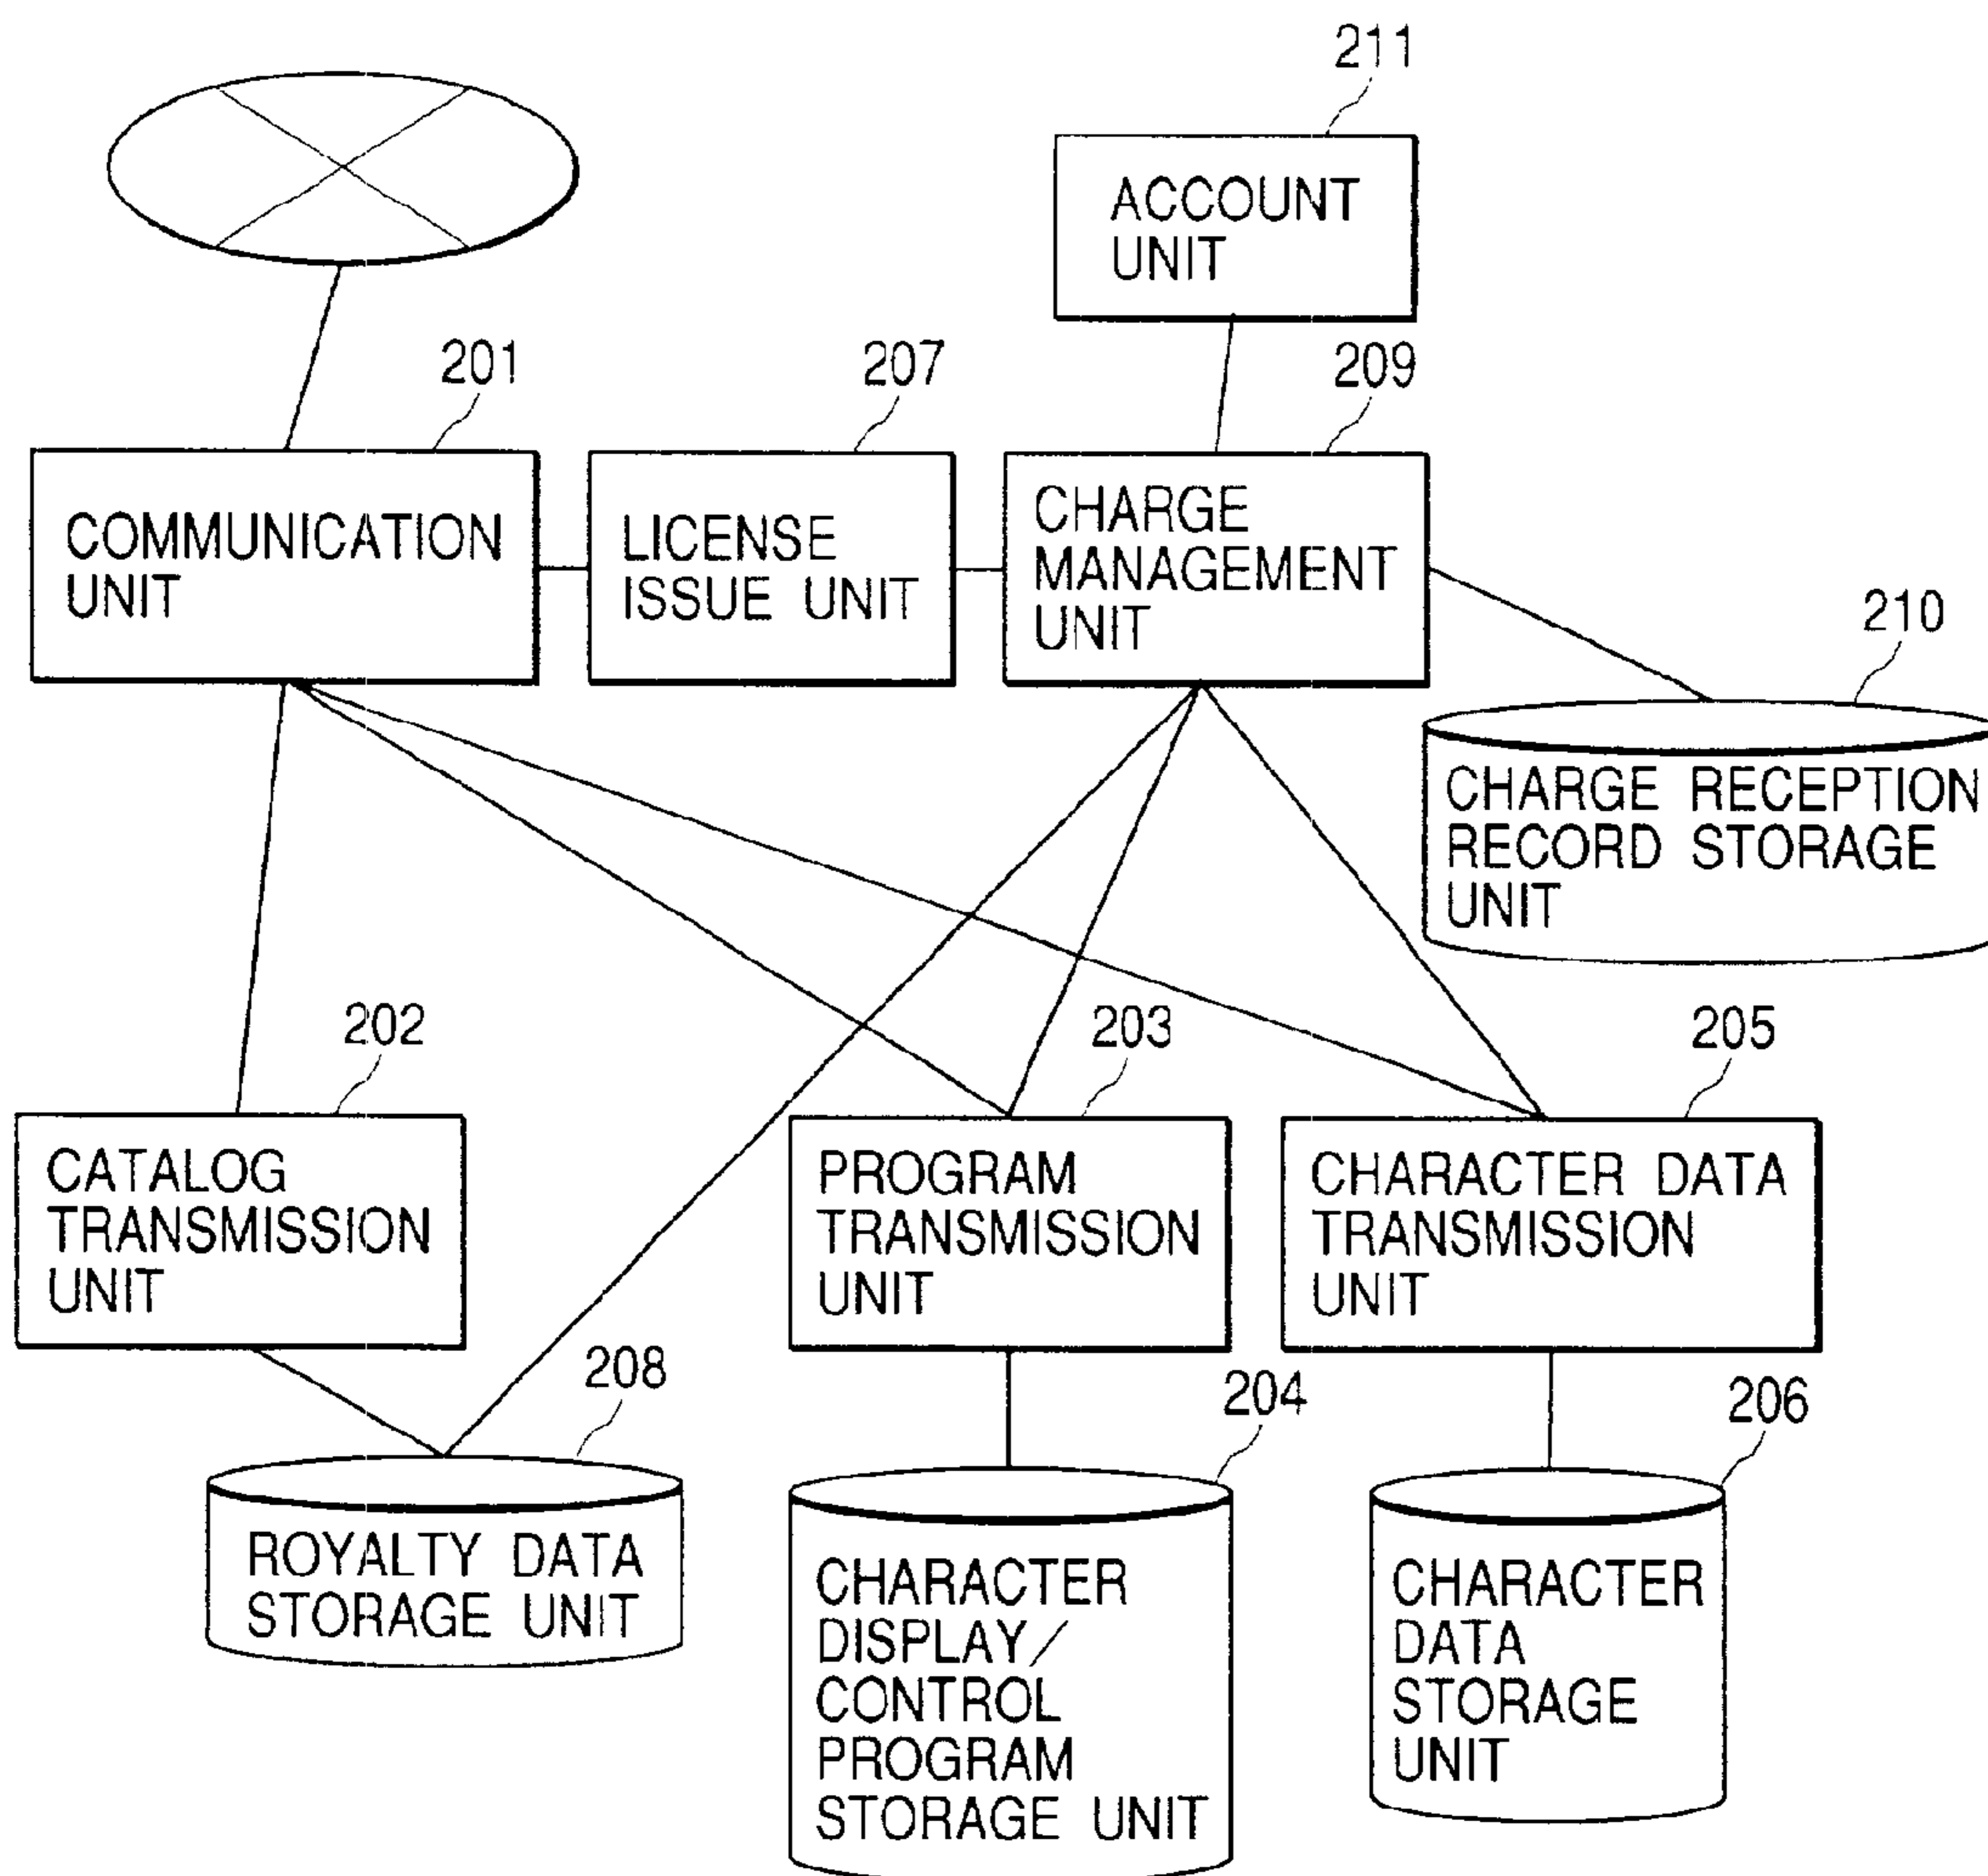 211
ACCOUNT
UNIT
201
207
209
COMMUNICATION
UNIT
LICENSE
ISSUE UNIT
CHARGE
MANAGEMENT
UNIT
210
CHARGE RECEPTION
RECORD STORAGE
UNIT
202
203
205
CATALOG
TRANSMISSION
UNIT
PROGRAM
TRANSMISSION
UNIT
CHARACTER DATA
TRANSMISSION
UNIT
208
204
206
ROYALTY DATA
STORAGE UNIT
CHARACTER
DISPLAY/
CONTROL
PROGRAM
STORAGE UNIT
CHARACTER
DATA
STORAGE
UNIT